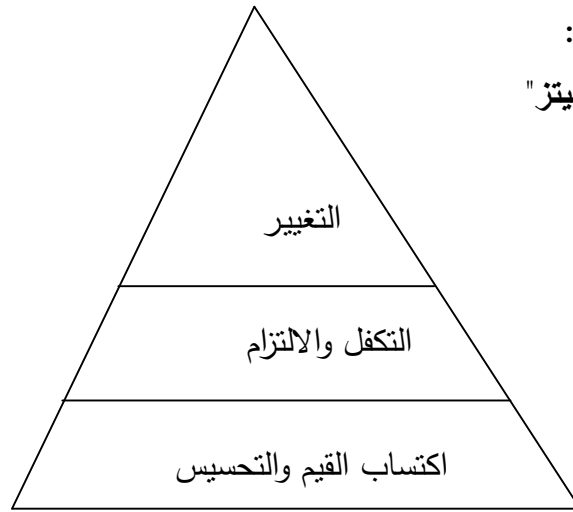 :
يتز"
التغيير
التكفل والالتزام
اكتساب القيم والتحسيس